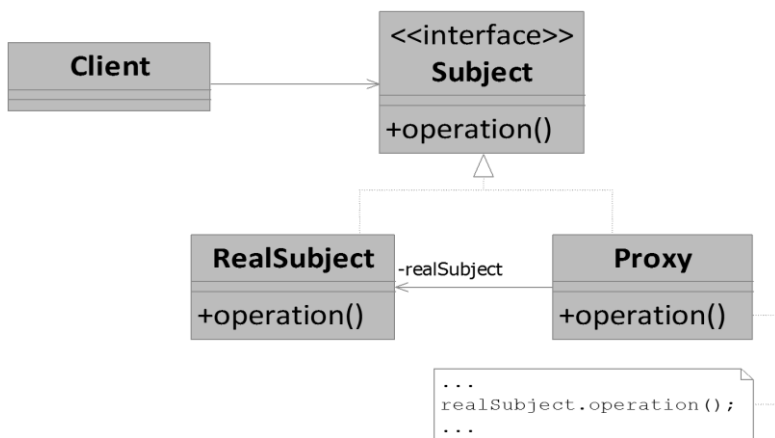 Client
<<interface>>
Subject
+operation()
RealSubject
+operation()
-realSubject
Proxy
+operation()
...
realSubject.operation();
...